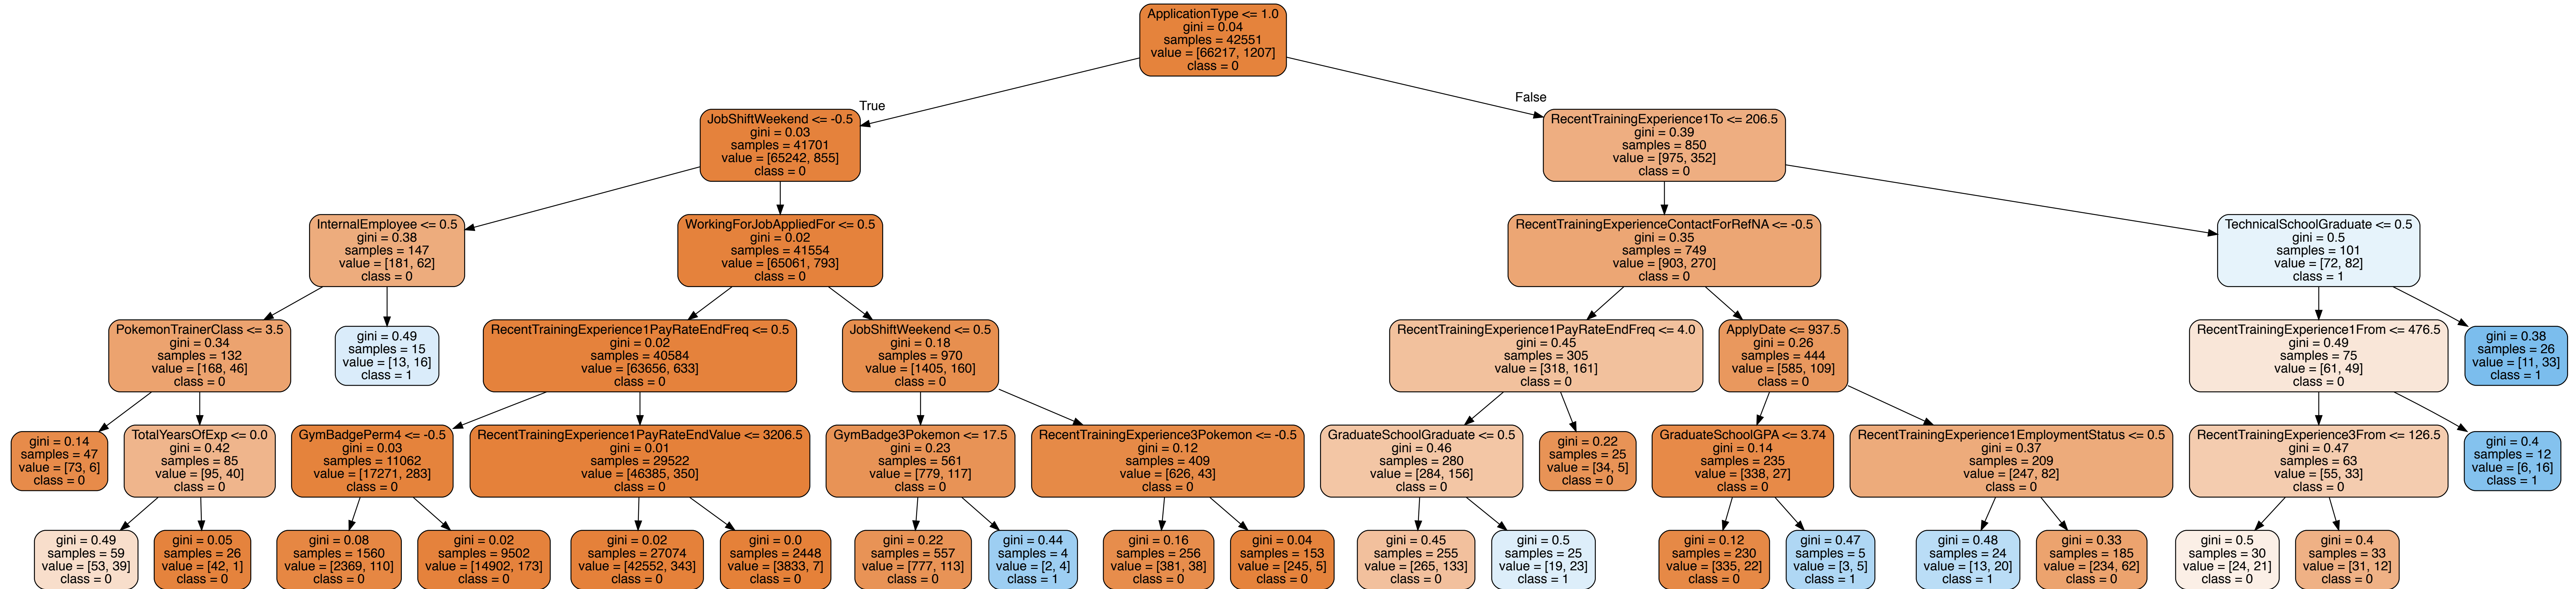 ApplicationType <= 1.0
gini = 0.04
samples = 42551
value = [66217, 1207]
class = 0
True
False
JobShiftWeekend <= -0.5
gini = 0.03
samples = 41701
value = [65242, 855]
class = 0
RecentTrainingExperience1To <= 206.5
gini = 0.39
samples = 850
value = [975, 352]
class = 0
InternalEmployee <= 0.5
gini = 0.38
samples = 147
value = [181, 62]
class = 0
WorkingForJobAppliedFor <= 0.5
gini = 0.02
samples = 41554
value = [65061, 793]
class = 0
RecentTrainingExperienceContactForRefNA <= -0.5
gini = 0.35
samples = 749
value = [903, 270]
class = 0
TechnicalSchoolGraduate <= 0.5
gini = 0.5
samples = 101
value = [72, 82]
class = 1
PokemonTrainerClass <= 3.5
gini = 0.34
samples = 132
value = [168, 46]
class = 0
gini = 0.49
samples = 15
value = [13, 16]
class = 1
RecentTrainingExperience1PayRateEndFreq <= 0.5
gini = 0.02
samples = 40584
value = [63656, 633]
class = 0
JobShiftWeekend <= 0.5
gini = 0.18
samples = 970
value = [1405, 160]
class = 0
RecentTrainingExperience1PayRateEndFreq <= 4.0
gini = 0.45
samples = 305
value = [318, 161]
class = 0
ApplyDate <= 937.5
gini = 0.26
samples = 444
value = [585, 109]
class = 0
RecentTrainingExperience1From <= 476.5
gini = 0.49
samples = 75
value = [61, 49]
class = 0
gini = 0.38
samples = 26
value = [11, 33]
class = 1
gini = 0.14
samples = 47
value = [73, 6]
class = 0
TotalYearsOfExp <= 0.0
gini = 0.42
samples = 85
value = [95, 40]
class = 0
GymBadgePerm4 <= -0.5
gini = 0.03
samples = 11062
value = [17271, 283]
class = 0
RecentTrainingExperience1PayRateEndValue <= 3206.5
gini = 0.01
samples = 29522
value = [46385, 350]
class = 0
GymBadge3Pokemon <= 17.5
gini = 0.23
samples = 561
value = [779, 117]
class = 0
RecentTrainingExperience3Pokemon <= -0.5
gini = 0.12
samples = 409
value = [626, 43]
class = 0
GraduateSchoolGraduate <= 0.5
gini = 0.46
samples = 280
value = [284, 156]
class = 0
gini = 0.22
samples = 25
value = [34, 5]
class = 0
GraduateSchoolGPA <= 3.74
gini = 0.14
samples = 235
value = [338, 27]
class = 0
RecentTrainingExperience1EmploymentStatus <= 0.5
gini = 0.37
samples = 209
value = [247, 82]
class = 0
RecentTrainingExperience3From <= 126.5
gini = 0.47
samples = 63
value = [55, 33]
class = 0
gini = 0.4
samples = 12
value = [6, 16]
class = 1
gini = 0.49
samples = 59
value = [53, 39]
class = 0
gini = 0.05
samples = 26
value = [42, 1]
class = 0
gini = 0.08
samples = 1560
value = [2369, 110]
class = 0
gini = 0.02
samples = 9502
value = [14902, 173]
class = 0
gini = 0.02
samples = 27074
value = [42552, 343]
class = 0
gini = 0.0
samples = 2448
value = [3833, 7]
class = 0
gini = 0.22
samples = 557
value = [777, 113]
class = 0
gini = 0.44
samples = 4
value = [2, 4]
class = 1
gini = 0.16
samples = 256
value = [381, 38]
class = 0
gini = 0.04
samples = 153
value = [245, 5]
class = 0
gini = 0.45
samples = 255
value = [265, 133]
class = 0
gini = 0.5
samples = 25
value = [19, 23]
class = 1
gini = 0.12
samples = 230
value = [335, 22]
class = 0
gini = 0.47
samples = 5
value = [3, 5]
class = 1
gini = 0.48
samples = 24
value = [13, 20]
class = 1
gini = 0.33
samples = 185
value = [234, 62]
class = 0
gini = 0.5
samples = 30
value = [24, 21]
class = 0
gini = 0.4
samples = 33
value = [31, 12]
class = 0